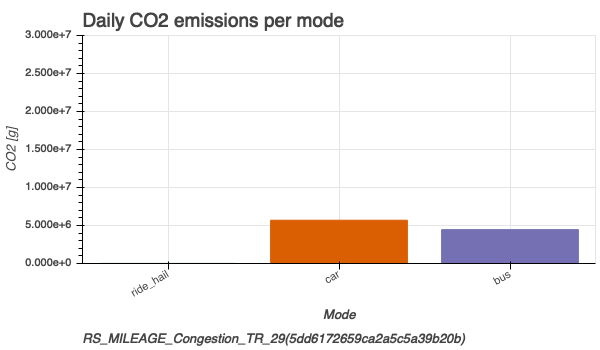 Daily CO2 emissions per mode
3.000e+7
2.500e+7
2.000e+7
1.500e+7
1.000e+7
5.000e+6
0.000e+0
CO2 [g]
ride_hail
car
bus
Mode
RS_MILEAGE_Congestion_TR_29(5dd6172659ca2a5c5a39b20b)